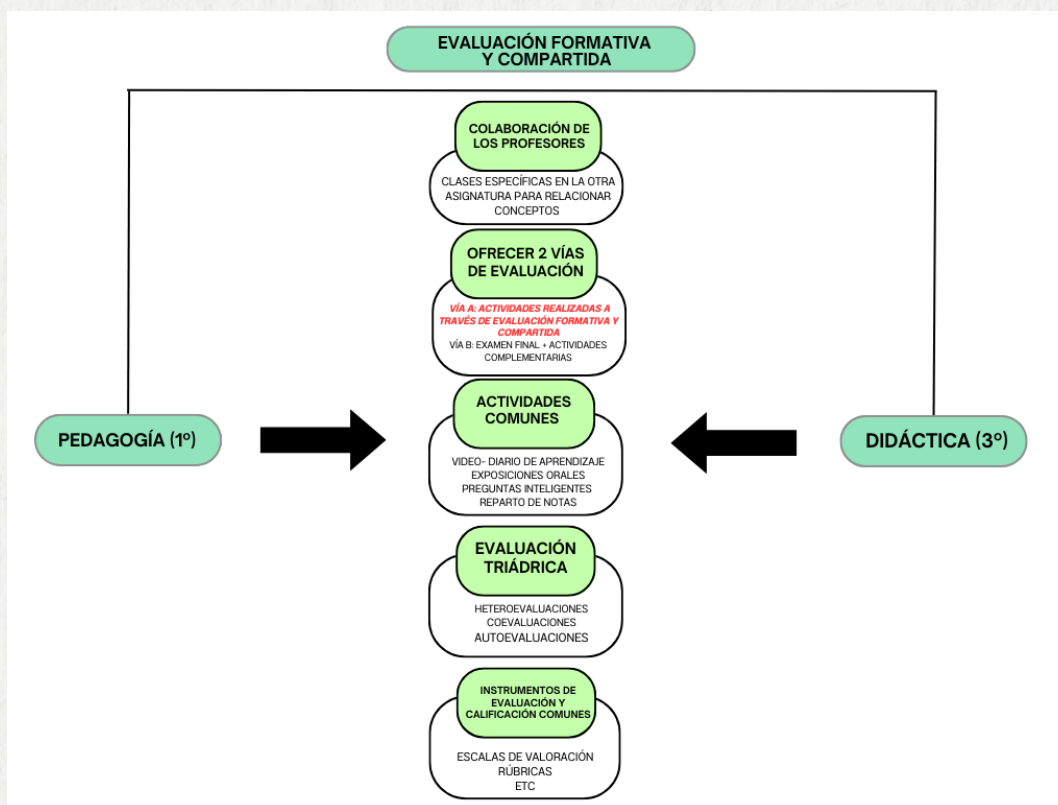 EVALUACIÓN FORMATIVA
Y COMPARTIDA
COLABORACIÓN DE
LOS PROFESORES
CLASES ESPECÍFICAS EN LA OTRA
ASIGNATURA PARA RELACIONAR
CONCEPTOS
OFRECER 2 VÍAS
DE EVALUACIÓN
VÍA A: ACTIVIDADES REALIZADAS A
TRAVÉS DE EVALUACIÓN FORMATIVA Y
COMPARTIDA
VÍA B: EXAMEN FINAL + ACTIVIDADES
COMPLEMENTARIAS
PEDAGOGÍA (1º)
ACTIVIDADES
COMUNES
VIDEO- DIARIO DE APRENDIZAJE
EXPOSICIONES ORALES
PREGUNTAS INTELIGENTES
REPARTO DE NOTAS
DIDÁCTICA (3º)
EVALUACIÓN
TRIÁDRICA
HETEROEVALUACIONES
COEVALUACIONES
AUTOEVALUACIONES
INSTRUMENTOS DE
EVALUACIÓN Y
CALIFICACIÓN COMUNES
ESCALAS DE VALORACIÓN
RÚBRICAS
ETC